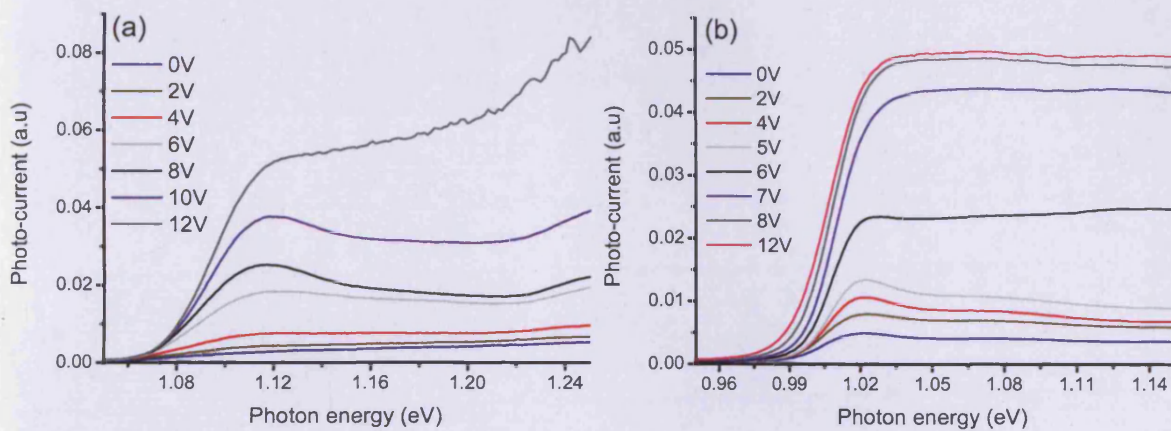 (a)
0.08
0.06
0.04
0.02
0.00
Photo-current (a.u)
0V
2V
4V
6V
8V
10V
12V
1.08
1.12
1.16
1.20
1.24
Photon energy (eV)
(b)
0.05
0.04
0.03
0.02
0.01
0.00
Photo-current (a.u)
0V
2V
4V
5V
6V
7V
8V
12V
0.96
0.99
1.02
1.05
1.08
1.11
1.14
Photon energy (eV)